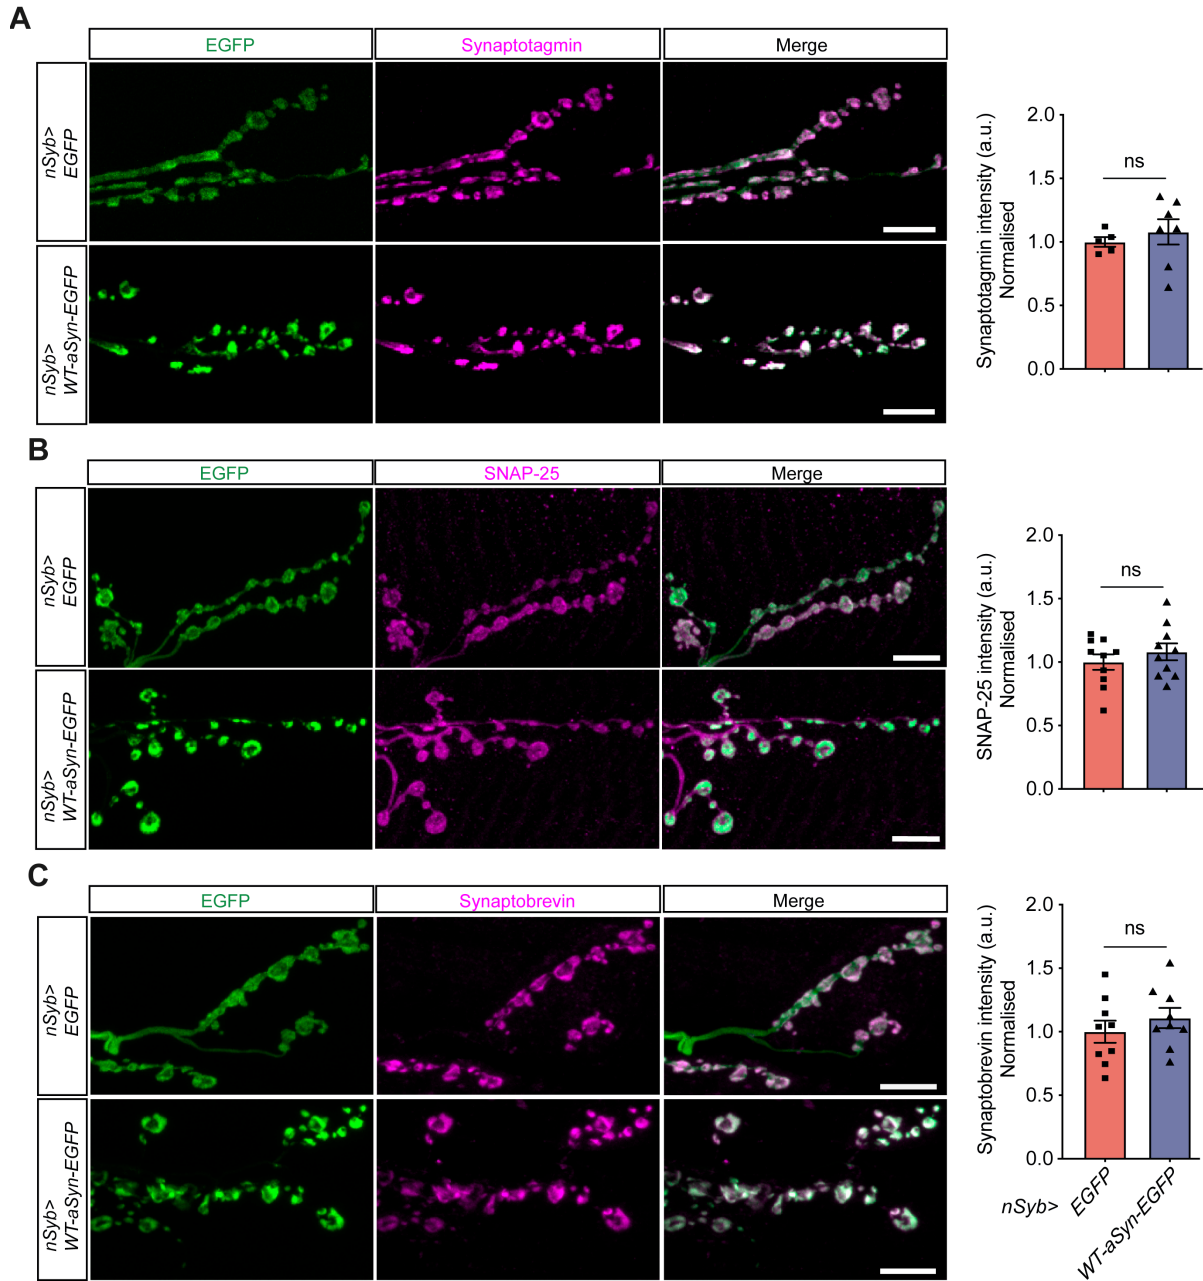 A
EGFP
Synaptotagmin
Merge
nSyb>
EGFP
nSyb>
WT-aSyn-EGFP
Synaptotagmin intensity (a.u.)
Normalised
2.0
1.5
1.0
0.5
0.0
ns
B
EGFP
SNAP-25
Merge
nSyb>
EGFP
nSyb>
WT-aSyn-EGFP
SNAP-25 intensity (a.u.)
Normalised
2.0
1.5
1.0
0.5
0.0
ns
C
EGFP
Synaptobrevin
Merge
nSyb>
EGFP
nSyb>
WT-aSyn-EGFP
Synaptobrevin intensity (a.u.)
Normalised
2.0
1.5
1.0
0.5
0.0
ns
nSyb>
EGFP
WT-aSyn-EGFP